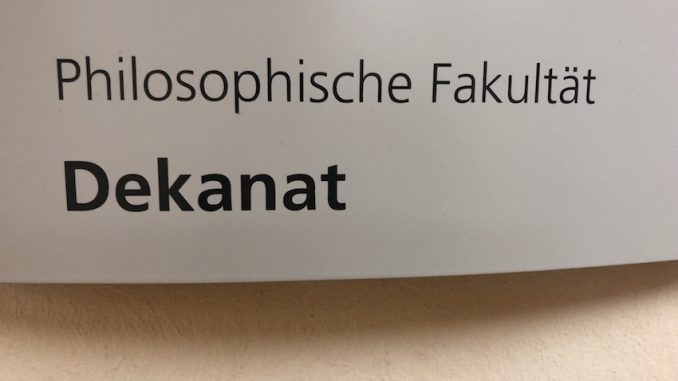 Philosophische Fakultät
Dekanat